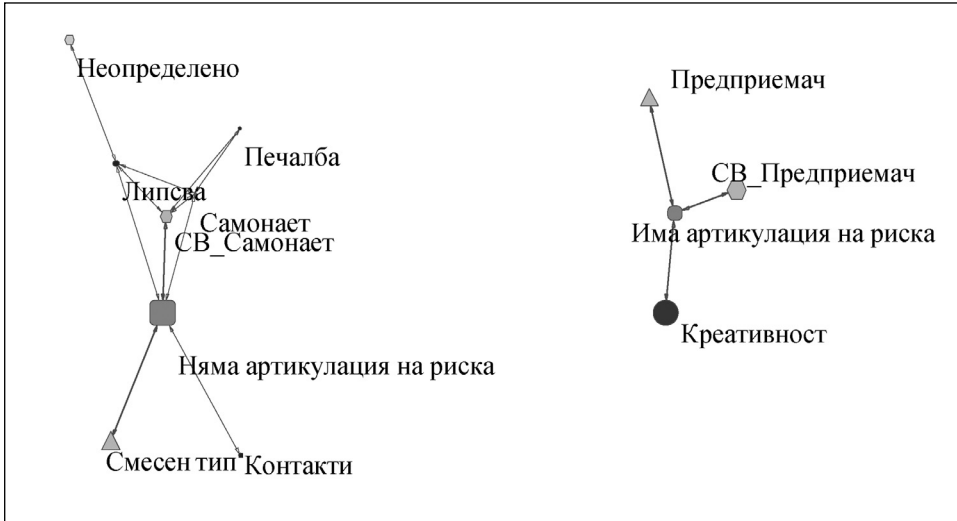 Неопределено
Печалба
Липсва
Самонает
СВ_Самонает
Няма артикулация на риска
Смесен тип
Контакти
Предприемач
СВ_Предприемач
Има артикулация на риска
Креативност